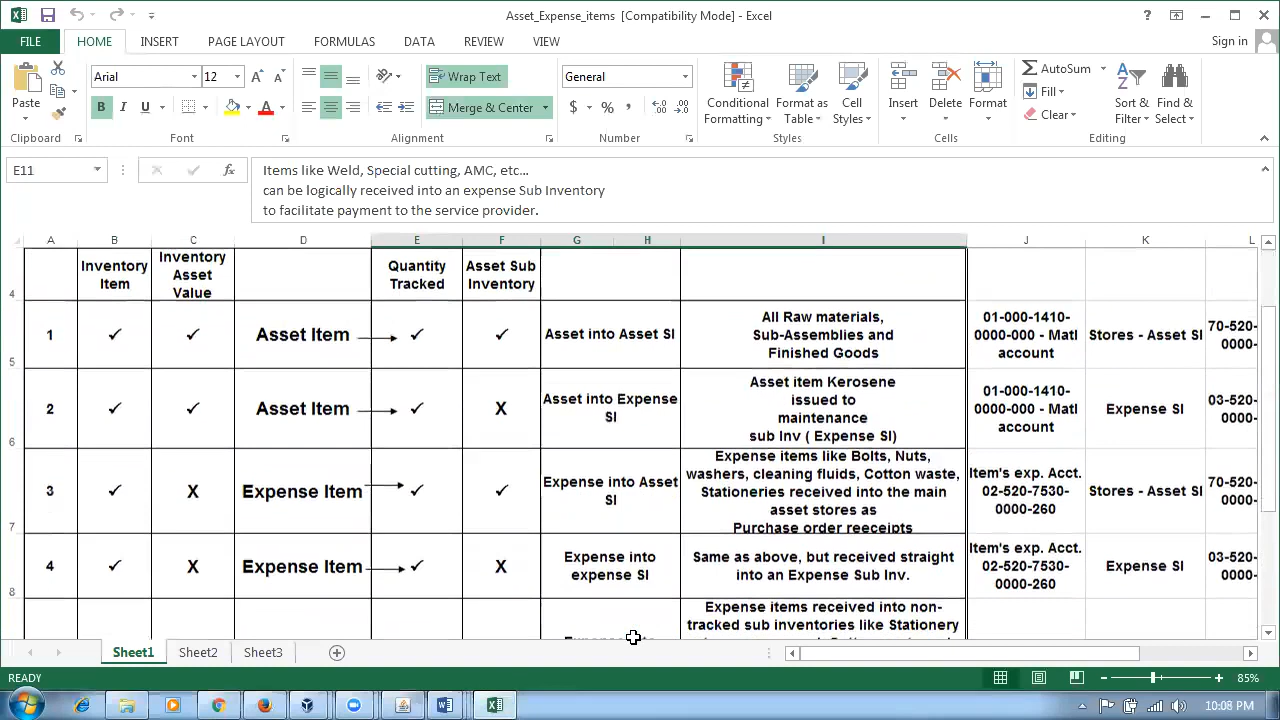 Asset_Expense_items [Compatibility Mode] - Excel
FILE HOME INSERT PAGE LAYOUT FORMULAS DATA REVIEW VIEW Sign in
Paste
Arial 12
B I U A
Wrap Text
Merge & Center
General
$ % ,
Conditional
Formatting
Format as
Table
Cell
Styles
Insert Delete Format
AutoSum
Fill
Clear
Sort &
Filter
Find &
Select
Clipboard Font Alignment Number Styles Cells Editing
E11
fx
Items like Weld, Special cutting, AMC, etc...
can be logically received into an expense Sub Inventory
to facilitate payment to the service provider.
A B C D E F G H I J K L
4
Inventory
Item
Inventory
Asset
Value
Quantity
Tracked
Asset Sub
Inventory
5
1 ✓ ✓ Asset Item ✓ ✓ Asset into Asset SI
All Raw materials,
Sub-Assemblies and
Finished Goods
01-000-1410-
0000-000 - Matl
account
Stores - Asset SI
70-520-
0000-
6
2 ✓ ✓ Asset Item ✓ X
Asset into Expense
SI
Asset item Kerosene
issued to
maintenance
sub Inv ( Expense SI)
01-000-1410-
0000-000 - Matl
account
Expense SI
03-520-
0000-
7
3 ✓ X Expense Item ✓ ✓
Expense into Asset
SI
Expense items like Bolts, Nuts,
washers, cleaning fluids, Cotton waste,
Stationeries received into the main
asset stores as
Purchase order reeceipts
Item's exp. Acct.
02-520-7530-
0000-260
Stores - Asset SI
70-520-
0000-
8
4 ✓ X Expense Item ✓ X
Expense into
expense SI
Same as above, but received straight
into an Expense Sub Inv.
Item's exp. Acct.
02-520-7530-
0000-260
Expense SI
03-520-
0000-
Expense items received into non-
tracked sub inventories like Stationery
Sheet1 Sheet2 Sheet3
READY
85%
10:08 PM